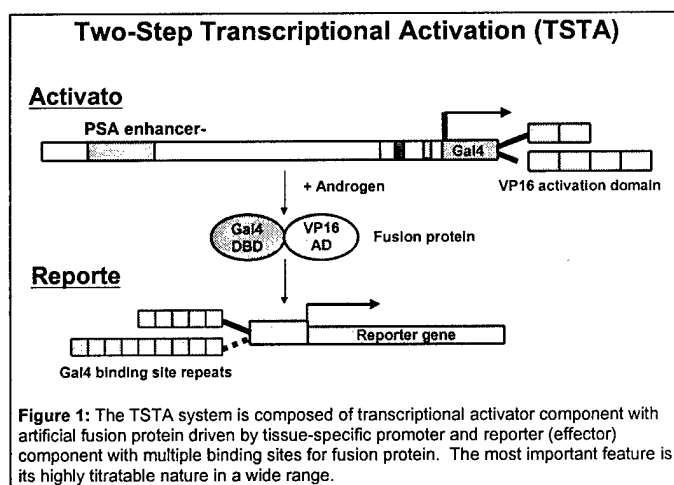 Two-Step Transcriptional Activation (TSTA)
Activato
PSA enhancer-
Gal4
VP16 activation domain
+ Androgen
Gal4 DBD
VP16 AD
Fusion protein
Reporte
Reporter gene
Gal4 binding site repeats
Figure 1: The TSTA system is composed of transcriptional activator component with
artificial fusion protein driven by tissue-specific promoter and reporter (effector)
component with multiple binding sites for fusion protein. The most important feature is
its highly titratable nature in a wide range.